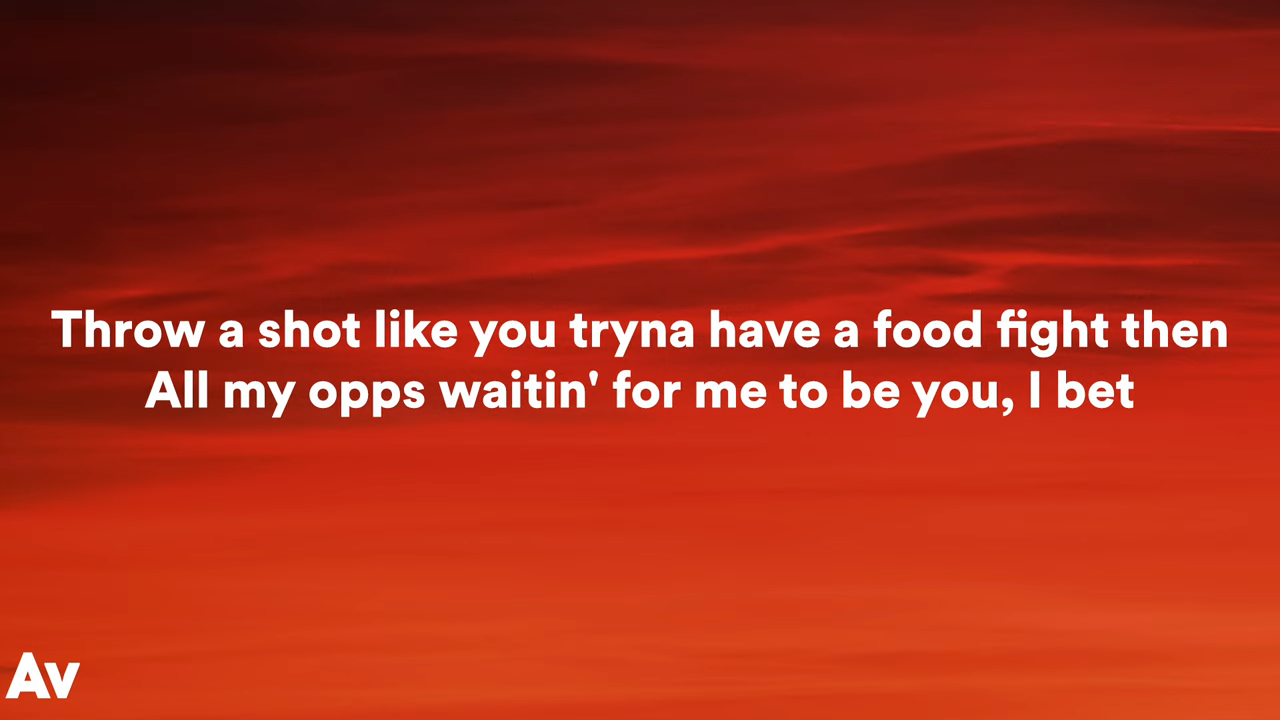 Throw a shot like you tryna have a food fight then
All my opps waitin' for me to be you, I bet
Av